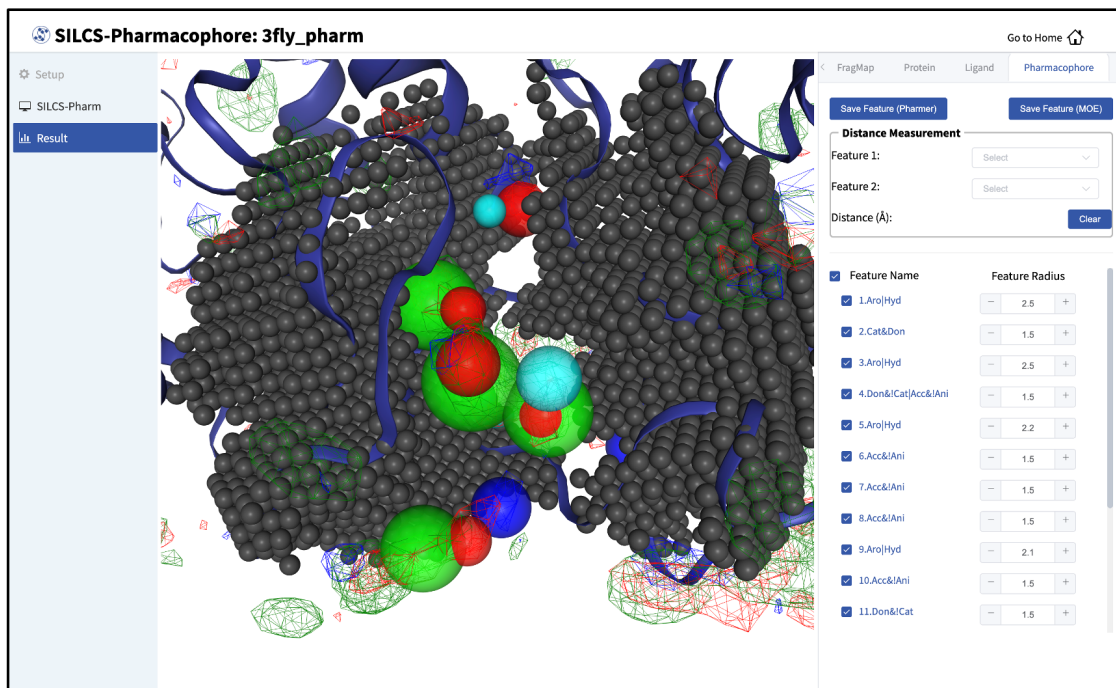 SILCS-Pharmacophore: 3fly_pharm
Go to Home
Setup
SILCS-Pharm
Result
FragMap Protein Ligand Pharmacophore
Save Feature (Pharmer) Save Feature (MOE)
Distance Measurement
Feature 1: Select
Feature 2: Select
Distance (Å): Clear
Feature Name Feature Radius
1.Aro|Hyd − 2.5 +
2.Cat&Don − 1.5 +
3.Aro|Hyd − 2.5 +
4.Don&!Cat|Acc&!Ani − 1.5 +
5.Aro|Hyd − 2.2 +
6.Acc&!Ani − 1.5 +
7.Acc&!Ani − 1.5 +
8.Acc&!Ani − 1.5 +
9.Aro|Hyd − 2.1 +
10.Acc&!Ani − 1.5 +
11.Don&!Cat − 1.5 +